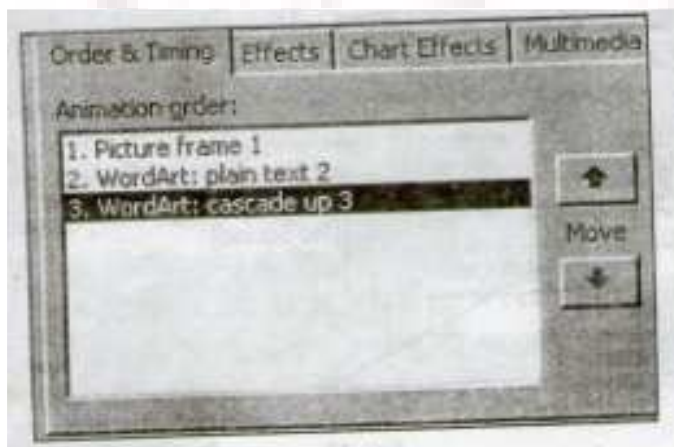 Order & Timing Effects Chart Effects Multimedia
Animation order:
1. Picture frame 1
2. WordArt: plain text 2
3. WordArt: cascade up 3
Move